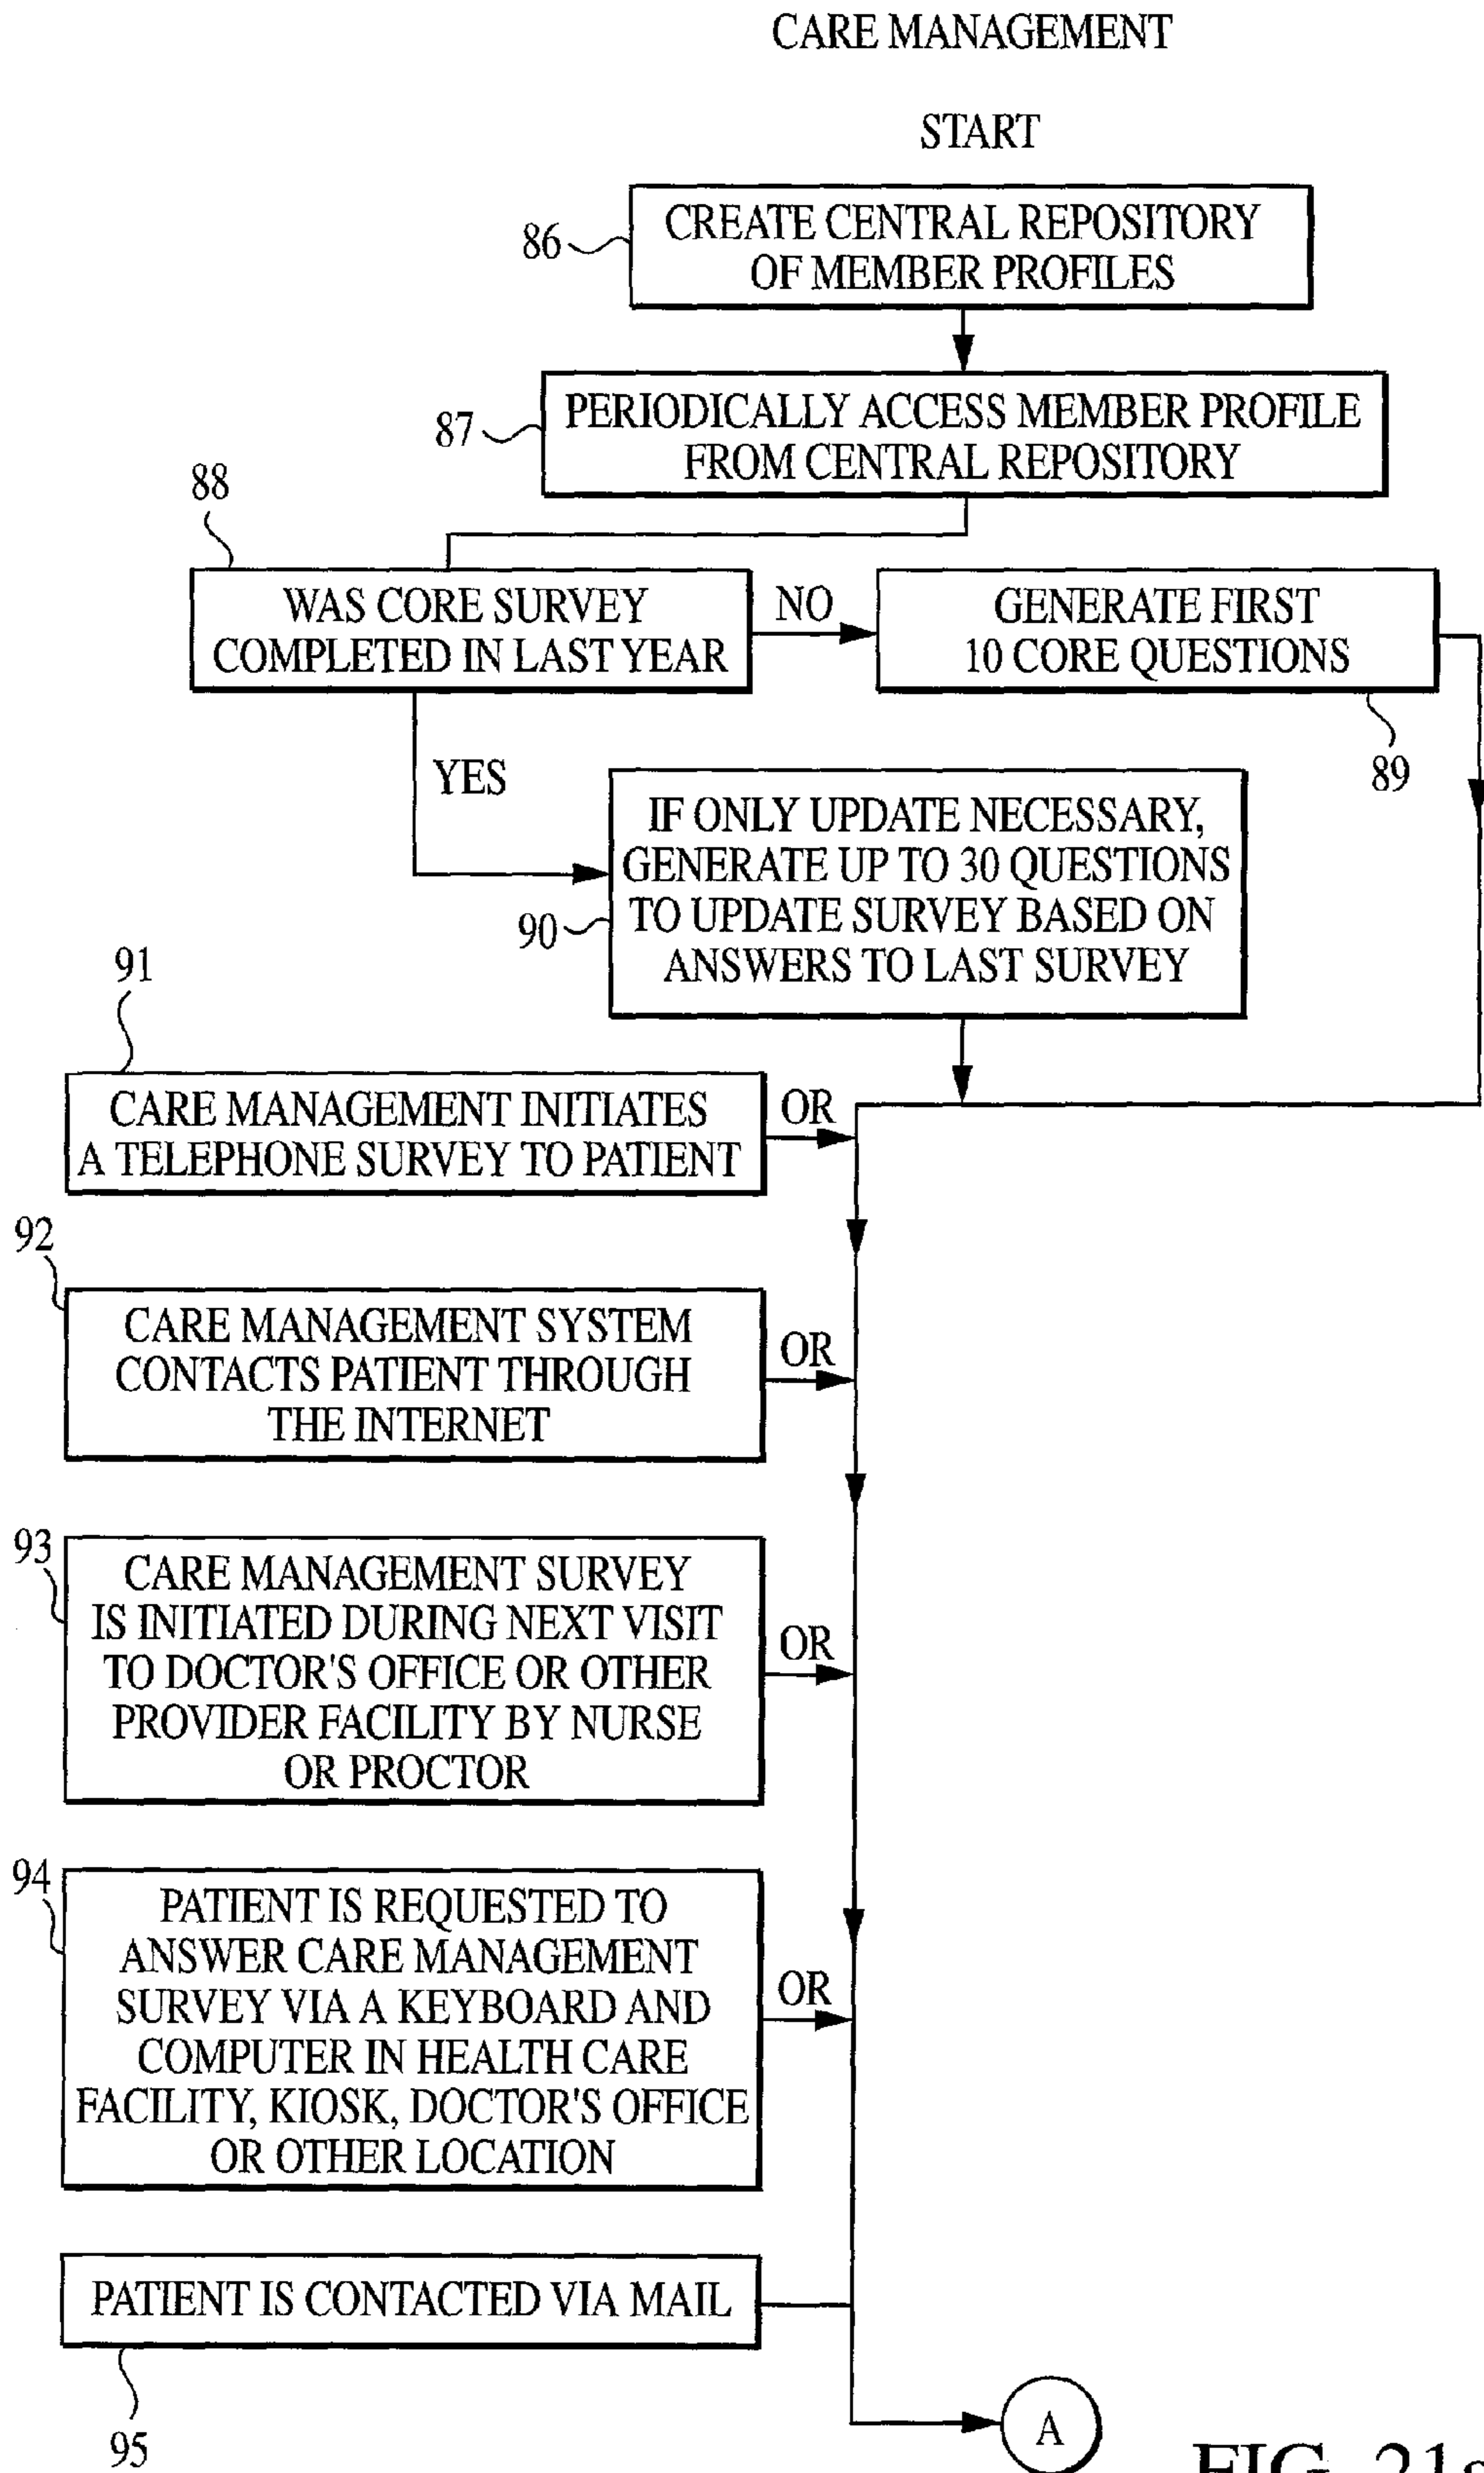 CARE MANAGEMENT
START
86
CREATE CENTRAL REPOSITORY
OF MEMBER PROFILES
87
PERIODICALLY ACCESS MEMBER PROFILE
FROM CENTRAL REPOSITORY
88
WAS CORE SURVEY
COMPLETED IN LAST YEAR
NO
GENERATE FIRST
10 CORE QUESTIONS
89
YES
IF ONLY UPDATE NECESSARY,
GENERATE UP TO 30 QUESTIONS
TO UPDATE SURVEY BASED ON
ANSWERS TO LAST SURVEY
90
91
CARE MANAGEMENT INITIATES
A TELEPHONE SURVEY TO PATIENT
OR
92
CARE MANAGEMENT SYSTEM
CONTACTS PATIENT THROUGH
THE INTERNET
OR
93
CARE MANAGEMENT SURVEY
IS INITIATED DURING NEXT VISIT
TO DOCTOR'S OFFICE OR OTHER
PROVIDER FACILITY BY NURSE
OR PROCTOR
OR
94
PATIENT IS REQUESTED TO
ANSWER CARE MANAGEMENT
SURVEY VIA A KEYBOARD AND
COMPUTER IN HEALTH CARE
FACILITY, KIOSK, DOCTOR'S OFFICE
OR OTHER LOCATION
OR
PATIENT IS CONTACTED VIA MAIL
95
A
FIG.